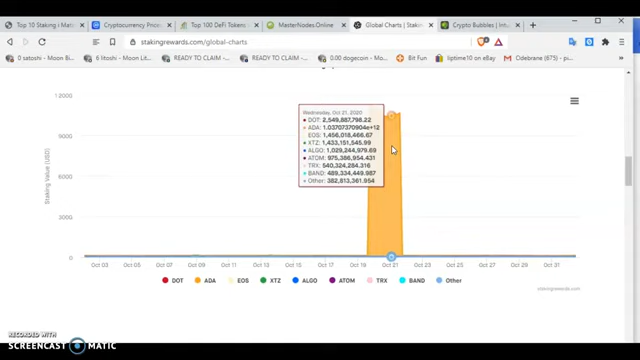 Top 10 Staking | Mark
Cryptocurrency Prices
Top 100 DeFi Tokens
MasterNodes.Online
Global Charts | Staki
Crypto Bubbles | Int
stakingrewards.com/global-charts
0 satoshi - Moon Bit
6 litoshi - Moon Lite
READY TO CLAIM
READY TO CLAIM
0.00 dogecoin - Mo
Bit Fun
liptime10 on eBay
Odebrane (675)
1200G
900G
600G
300G
0
Staking Value (USD)
Wednesday, Oct 21, 2020
DOT: 2,549,887,798.22
ADA: 1.03707370904e+12
EOS: 1,456,018,466.67
XTZ: 1,433,151,545.99
ALGO: 1,029,244,979.69
ATOM: 975,386,954.431
TRX: 540,324,284.316
BAND: 489,334,449.987
Other: 382,813,361.954
Oct 03 Oct 05 Oct 07 Oct 09 Oct 11 Oct 13 Oct 15 Oct 17 Oct 19 Oct 21 Oct 23 Oct 25 Oct 27 Oct 29 Oct 31
DOT ADA EOS XTZ ALGO ATOM TRX BAND Other
stakingrewards.com
RECORDED WITH
SCREENCAST MATIC